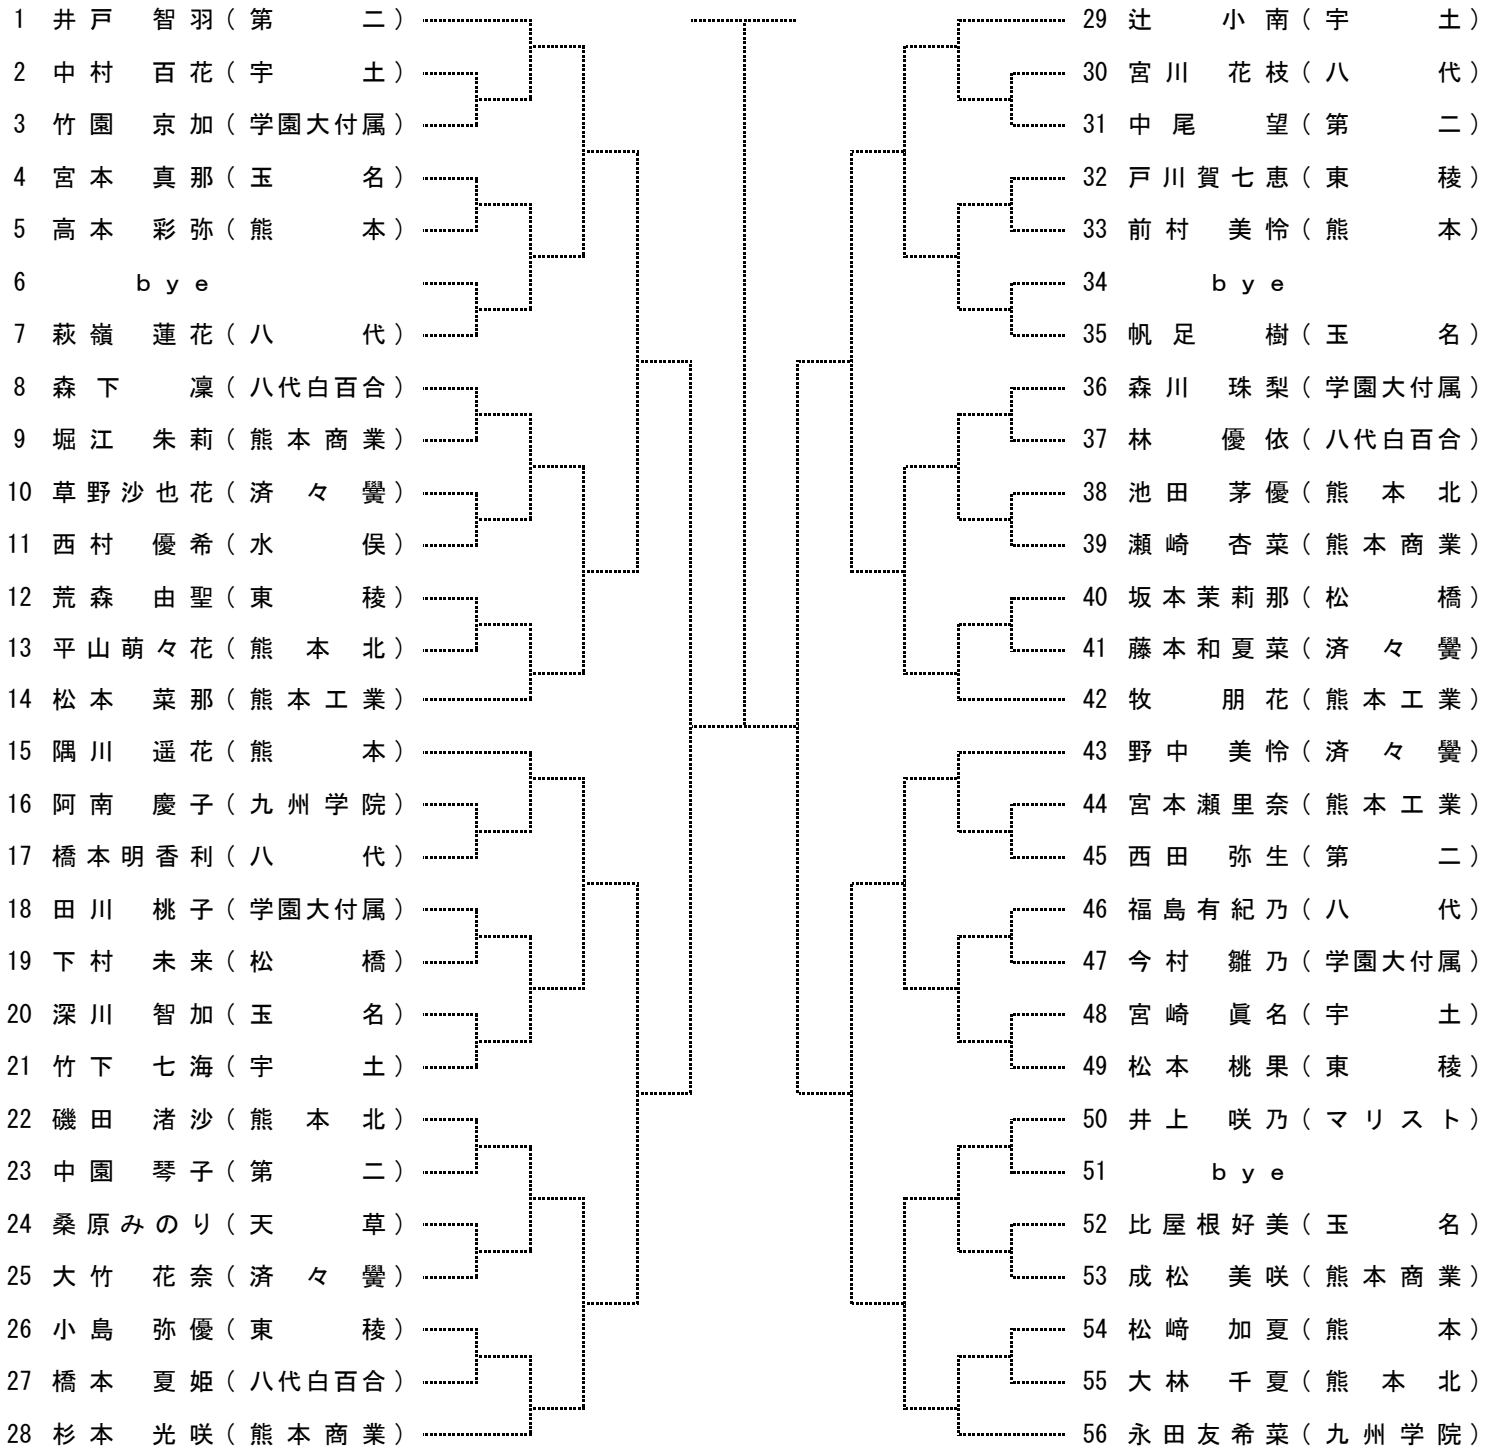 1 井戸 智羽（第 二）
2 中村 百花（宇 土）
3 竹園 京加（学園大付属）
4 宮本 真那（玉 名）
5 高本 彩弥（熊 本）
6 ｂｙｅ
7 萩嶺 蓮花（八 代）
8 森下 凜（八代白百合）
9 堀江 朱莉（熊本商業）
10 草野沙也花（済々黌）
11 西村 優希（水 俣）
12 荒森 由聖（東 稜）
13 平山萌々花（熊本北）
14 松本 菜那（熊本工業）
15 隅川 遥花（熊 本）
16 阿南 慶子（九州学院）
17 橋本明香利（八 代）
18 田川 桃子（学園大付属）
19 下村 未来（松 橋）
20 深川 智加（玉 名）
21 竹下 七海（宇 土）
22 磯田 渚沙（熊本北）
23 中園 琴子（第 二）
24 桑原みのり（天 草）
25 大竹 花奈（済々黌）
26 小島 弥優（東 稜）
27 橋本 夏姫（八代白百合）
28 杉本 光咲（熊本商業）
29 辻 小南（宇 土）
30 宮川 花枝（八 代）
31 中尾 望（第 二）
32 戸川賀七恵（東 稜）
33 前村 美怜（熊 本）
34 ｂｙｅ
35 帆足 樹（玉 名）
36 森川 珠梨（学園大付属）
37 林 優依（八代白百合）
38 池田 茅優（熊本北）
39 瀬崎 杏菜（熊本商業）
40 坂本茉莉那（松 橋）
41 藤本和夏菜（済々黌）
42 牧 朋花（熊本工業）
43 野中 美怜（済々黌）
44 宮本瀬里奈（熊本工業）
45 西田 弥生（第 二）
46 福島有紀乃（八 代）
47 今村 雛乃（学園大付属）
48 宮崎 眞名（宇 土）
49 松本 桃果（東 稜）
50 井上 咲乃（マリスト）
51 ｂｙｅ
52 比屋根好美（玉 名）
53 成松 美咲（熊本商業）
54 松﨑 加夏（熊 本）
55 大林 千夏（熊本北）
56 永田友希菜（九州学院）